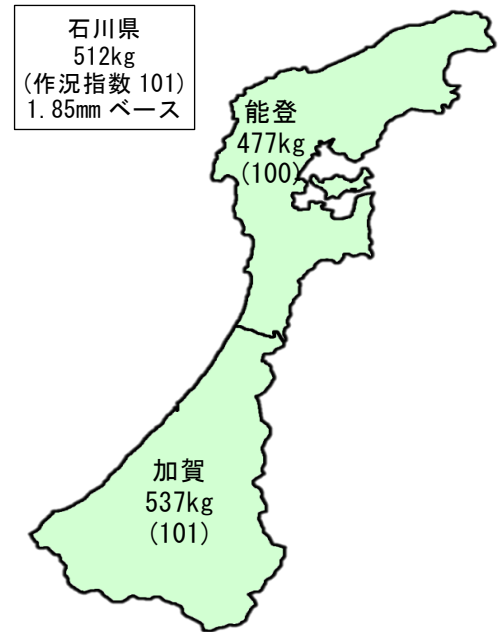 石川県
512kg
(作況指数 101)
1.85mm ベース
能登
477kg
(100)
加賀
537kg
(101)